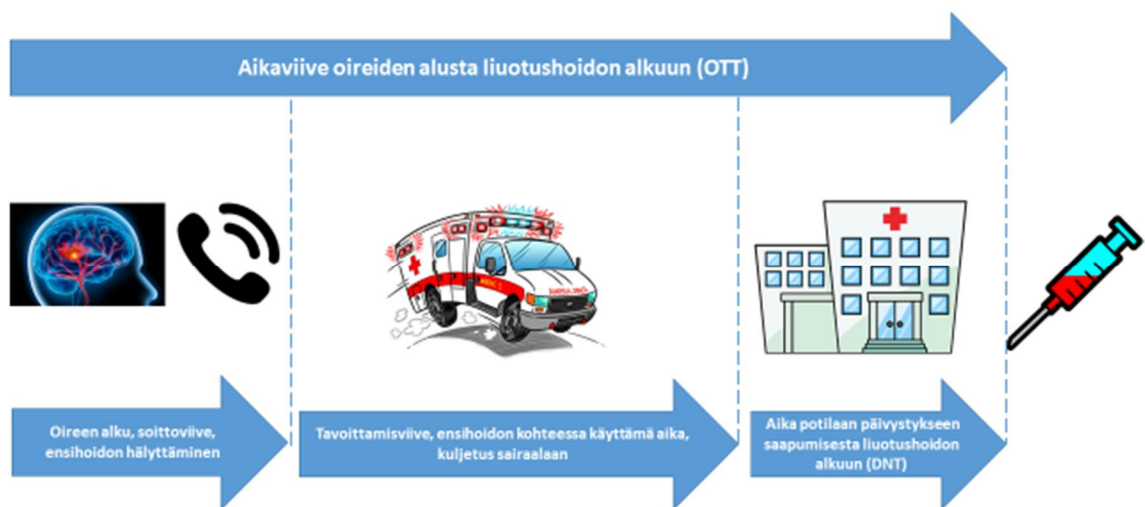 Aikaviive oireiden alusta liuotushoidon alkuun (OTT)
AMBULANCE
Oireen alku, soittoviive,
ensihoidon hälyttäminen
Tavoittamisviive, ensihoidon kohteessa käyttämä aika,
kuljetus sairaalaan
Aika potilaan päivystykseen
saapumisesta liuotushoidon
alkuun (DNT)